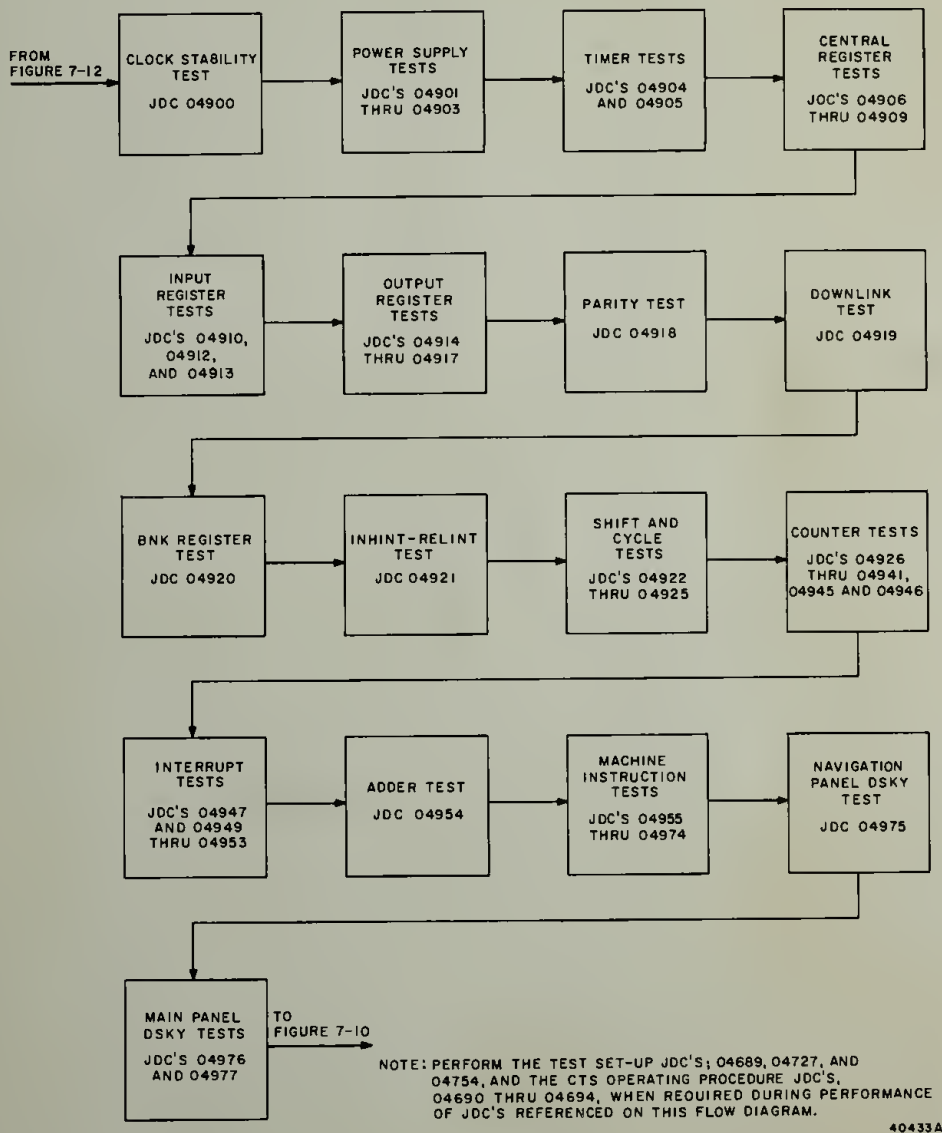 FROM
FIGURE 7-12
CLOCK STABILITY
TEST
JDC 04900
POWER SUPPLY
TESTS
JDC'S 04901
THRU 04903
TIMER TESTS
JDC'S 04904
AND 04905
CENTRAL
REGISTER
TESTS
JDC'S 04906
THRU 04909
INPUT
REGISTER
TESTS
JDC'S 04910,
04912,
AND 04913
OUTPUT
REGISTER
TESTS
JDC'S 04914
THRU 04917
PARITY TEST
JDC 04918
DOWNLINK
TEST
JDC 04919
BNK REGISTER
TEST
JDC 04920
INHINT-RELINT
TEST
JDC 04921
SHIFT AND
CYCLE
TESTS
JDC'S 04922
THRU 04925
COUNTER TESTS
JDC'S 04926
THRU 04941,
04945 AND 04946
INTERRUPT
TESTS
JDC'S 04947
AND 04949
THRU 04953
ADDER TEST
JDC 04954
MACHINE
INSTRUCTION
TESTS
JDC'S 04955
THRU 04974
NAVIGATION
PANEL DSKY
TEST
JDC 04975
MAIN PANEL
DSKY TESTS
JDC'S 04976
AND 04977
TO
FIGURE 7-10
NOTE: PERFORM THE TEST SET-UP JDC'S; 04689, 04727, AND
04754, AND THE CTS OPERATING PROCEDURE JDC'S,
04690 THRU 04694, WHEN REQUIRED DURING PERFORMANCE
OF JDC'S REFERENCED ON THIS FLOW DIAGRAM.
40433A